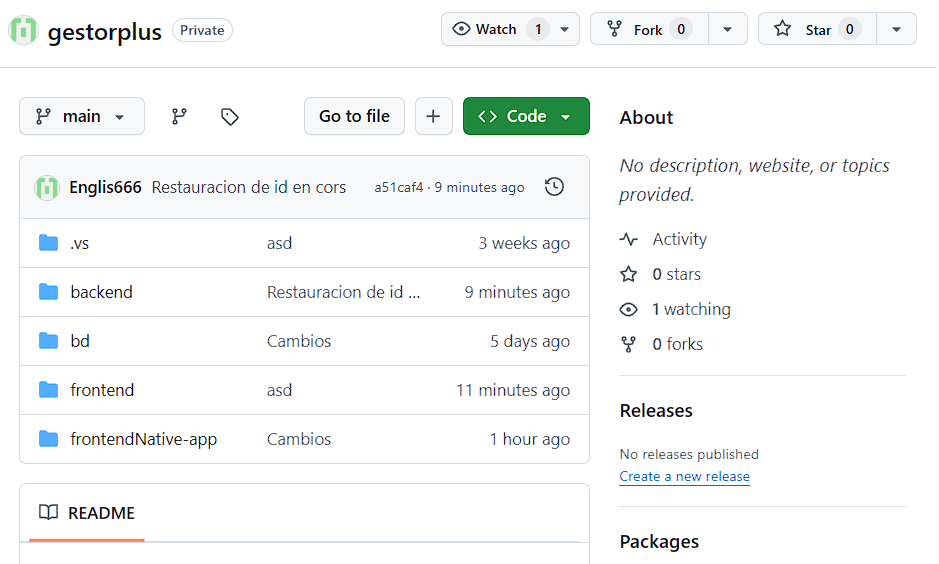 gestorplus Private Watch 1 Fork 0 Star 0
main Go to file + Code
Englis666 Restauracion de id en cors a51caf4 · 9 minutes ago
.vs asd 3 weeks ago
backend Restauracion de id ... 9 minutes ago
bd Cambios 5 days ago
frontend asd 11 minutes ago
frontendNative-app Cambios 1 hour ago
README
About
No description, website, or topics
provided.
Activity
0 stars
1 watching
0 forks
Releases
No releases published
Create a new release
Packages